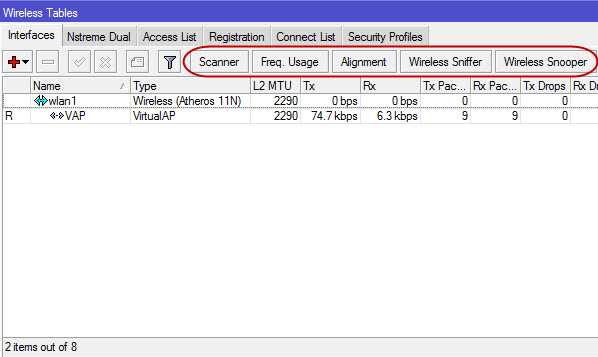 Wireless Tables
Interfaces Nstreme Dual Access List Registration Connect List Security Profiles
Scanner Freq. Usage Alignment Wireless Sniffer Wireless Snooper
Name Type L2 MTU Tx Rx Tx Pac... Rx Pac... Tx Drops Rx Dr
wlan1 Wireless (Atheros 11N) 2290 0 bps 0 bps 0 0 0
R VAP VirtualAP 2290 74.7 kbps 6.3 kbps 9 9 0
2 items out of 8